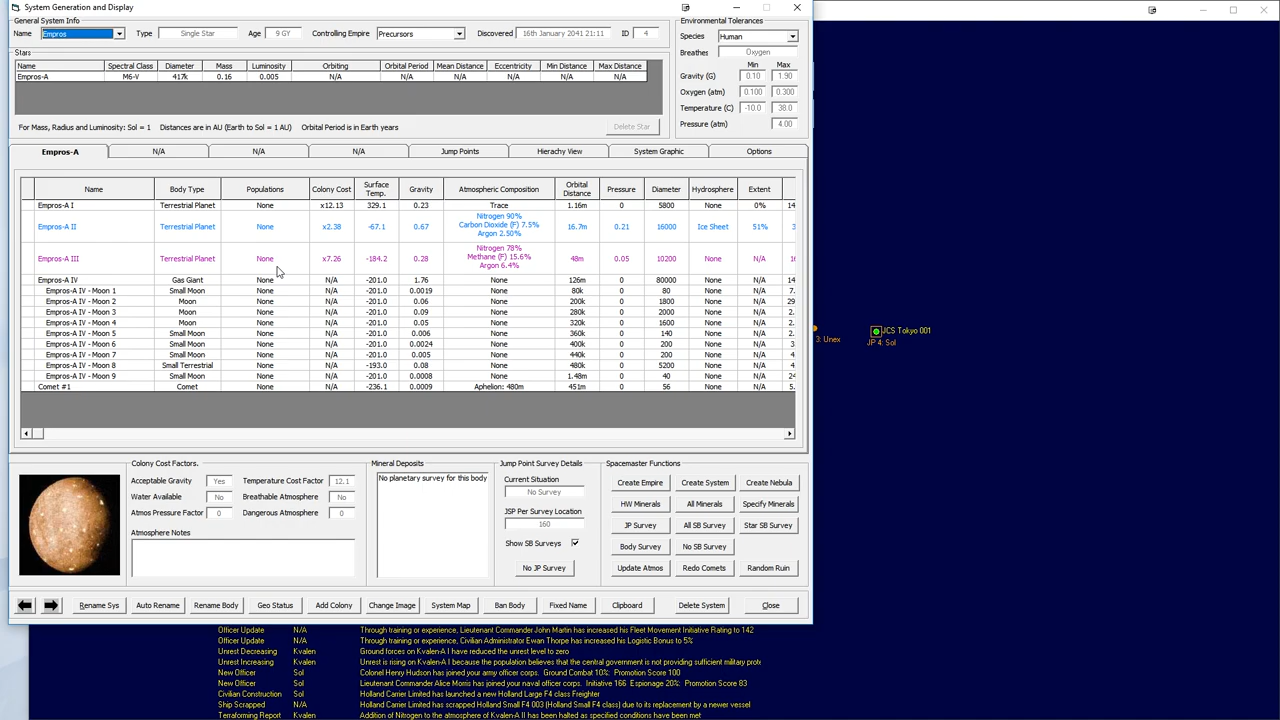 System Generation and Display
General System Info
Name Empros Type Single Star Age 9 GY Controlling Empire Precursors Discovered 16th January 2041 21:11 ID 4
Environmental Tolerances
Species Human
Breathes Oxygen
Min Max
Gravity (G) 0.10 1.90
Oxygen (atm) 0.100 0.300
Temperature (C) -10.0 38.0
Pressure (atm) 4.00
Stars
Name Spectral Class Diameter Mass Luminosity Orbiting Orbital Period Mean Distance Eccentricity Min Distance Max Distance
Empros-A M6-V 417k 0.16 0.005 N/A N/A N/A N/A N/A N/A
For Mass, Radius and Luminosity: Sol = 1 Distances are in AU (Earth to Sol = 1 AU) Orbital Period is in Earth years Delete Star
Empros-A N/A N/A N/A Jump Points Hierachy View System Graphic Options
Name Body Type Populations Colony Cost Surface Temp. Gravity Atmospheric Composition Orbital Distance Pressure Diameter Hydrosphere Extent
Empros-A I Terrestrial Planet None x12.13 329.1 0.23 Trace 1.16m 0 5800 None 0% 14
Empros-A II Terrestrial Planet None x2.38 -67.1 0.67 Nitrogen 90% Carbon Dioxide (F) 7.5% Argon 2.50% 16.7m 0.21 16000 Ice Sheet 51% 3
Empros-A III Terrestrial Planet None x7.26 -184.2 0.28 Nitrogen 78% Methane (F) 15.6% Argon 6.4% 48m 0.05 10200 None N/A 16
Empros-A IV Gas Giant None N/A -201.0 1.76 None 126m 0 80000 None N/A 14
Empros-A IV - Moon 1 Small Moon None N/A -201.0 0.0019 None 80k 0 80 None N/A 7.
Empros-A IV - Moon 2 Moon None N/A -201.0 0.06 None 200k 0 1800 None N/A 29
Empros-A IV - Moon 3 Moon None N/A -201.0 0.09 None 280k 0 2000 None N/A 2.
Empros-A IV - Moon 4 Moon None N/A -201.0 0.05 None 320k 0 1600 None N/A 2.
Empros-A IV - Moon 5 Small Moon None N/A -201.0 0.006 None 360k 0 140 None N/A 2.
Empros-A IV - Moon 6 Small Moon None N/A -201.0 0.0024 None 400k 0 200 None N/A 3
Empros-A IV - Moon 7 Small Moon None N/A -201.0 0.005 None 440k 0 200 None N/A 3.
Empros-A IV - Moon 8 Small Terrestrial None N/A -193.0 0.08 None 480k 0 5200 None N/A 2.
Empros-A IV - Moon 9 Small Moon None N/A -201.0 0.0008 None 1.48m 0 40 None N/A 24
Comet #1 Comet None N/A -236.1 0.0009 Aphelion: 480m 451m 0 56 None N/A 5.
Colony Cost Factors.
Acceptable Gravity Yes Temperature Cost Factor 12.1
Water Available No Breathable Atmosphere No
Atmos Pressure Factor 0 Dangerous Atmosphere 0
Atmosphere Notes
Mineral Deposits
No planetary survey for this body
Jump Point Survey Details
Current Situation
No Survey
JSP Per Survey Location
160
Show SB Surveys
No JP Survey
Spacemaster Functions
Create Empire Create System Create Nebula
HW Minerals All Minerals Specify Minerals
JP Survey All SB Survey Star SB Survey
Body Survey No SB Survey
Update Atmos Redo Comets Random Ruin
Rename Sys Auto Rename Rename Body Geo Status Add Colony Change Image System Map Ban Body Fixed Name Clipboard Delete System Close
JCS Tokyo 001
3: Unex JP 4: Sol
Officer Update N/A Through training or experience, Lieutenant Commander John Martin has increased his Fleet Movement Initiative Rating to 142
Officer Update N/A Through training or experience, Civilian Administrator Ewan Thorpe has increased his Logistic Bonus to 5%
Unrest Decreasing Kvalen Ground forces on Kvalen-A I have reduced the unrest level to zero
Unrest Increasing Kvalen Unrest is rising on Kvalen-A I because the population believes that the central government is not providing sufficient military prote
New Officer Sol Colonel Henry Hudson has joined your army officer corps. Ground Combat 10%: Promotion Score 100
New Officer Sol Lieutenant Commander Alice Morris has joined your naval officer corps. Initiative 166 Espionage 20%: Promotion Score 83
Civilian Construction Sol Holland Carrier Limited has launched a new Holland Large F4 class Freighter
Ship Scrapped N/A Holland Carrier Limited has scrapped Holland Small F4 003 (Holland Small F4 class) due to its replacement by a newer vessel
Terraforming Report Kvalen Addition of Nitrogen to the atmosphere of Kvalen-A II has been halted as specified conditions have been met